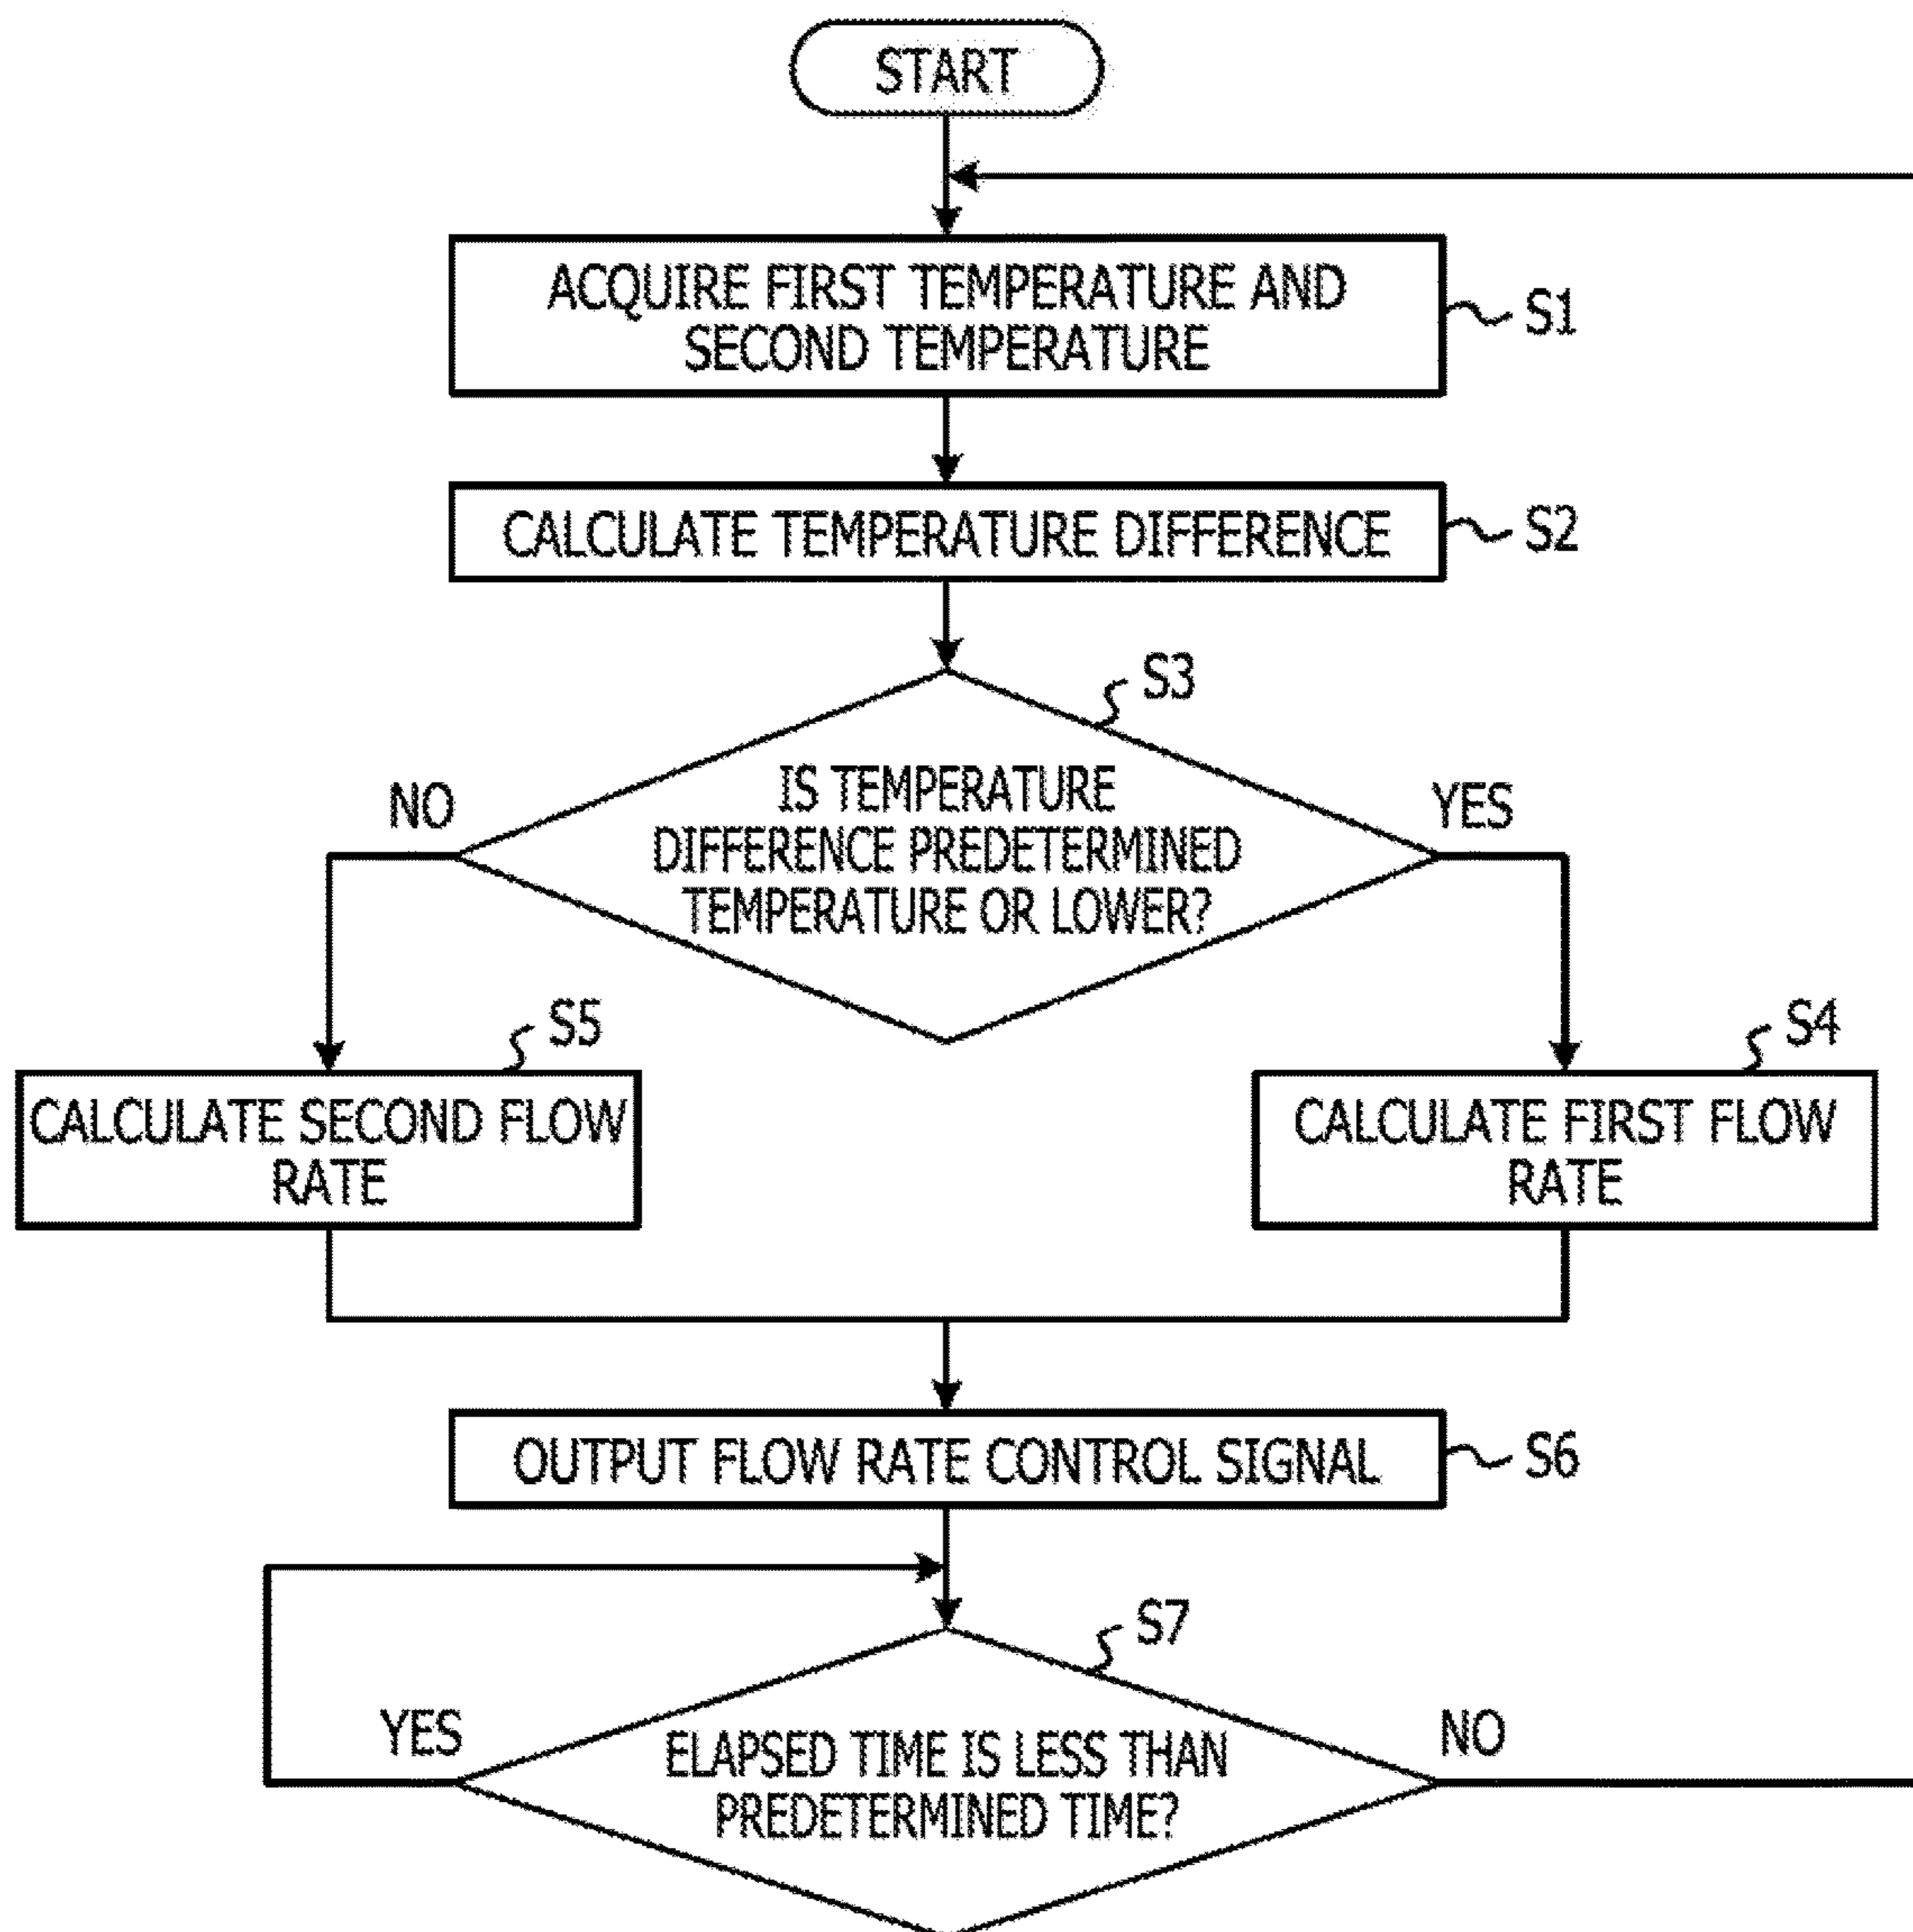 START
ACQUIRE FIRST TEMPERATURE AND
SECOND TEMPERATURE
S1
CALCULATE TEMPERATURE DIFFERENCE
S2
S3
IS TEMPERATURE
DIFFERENCE PREDETERMINED
TEMPERATURE OR LOWER?
NO
YES
S5
CALCULATE SECOND FLOW
RATE
S4
CALCULATE FIRST FLOW
RATE
OUTPUT FLOW RATE CONTROL SIGNAL
S6
S7
ELAPSED TIME IS LESS THAN
PREDETERMINED TIME?
YES
NO